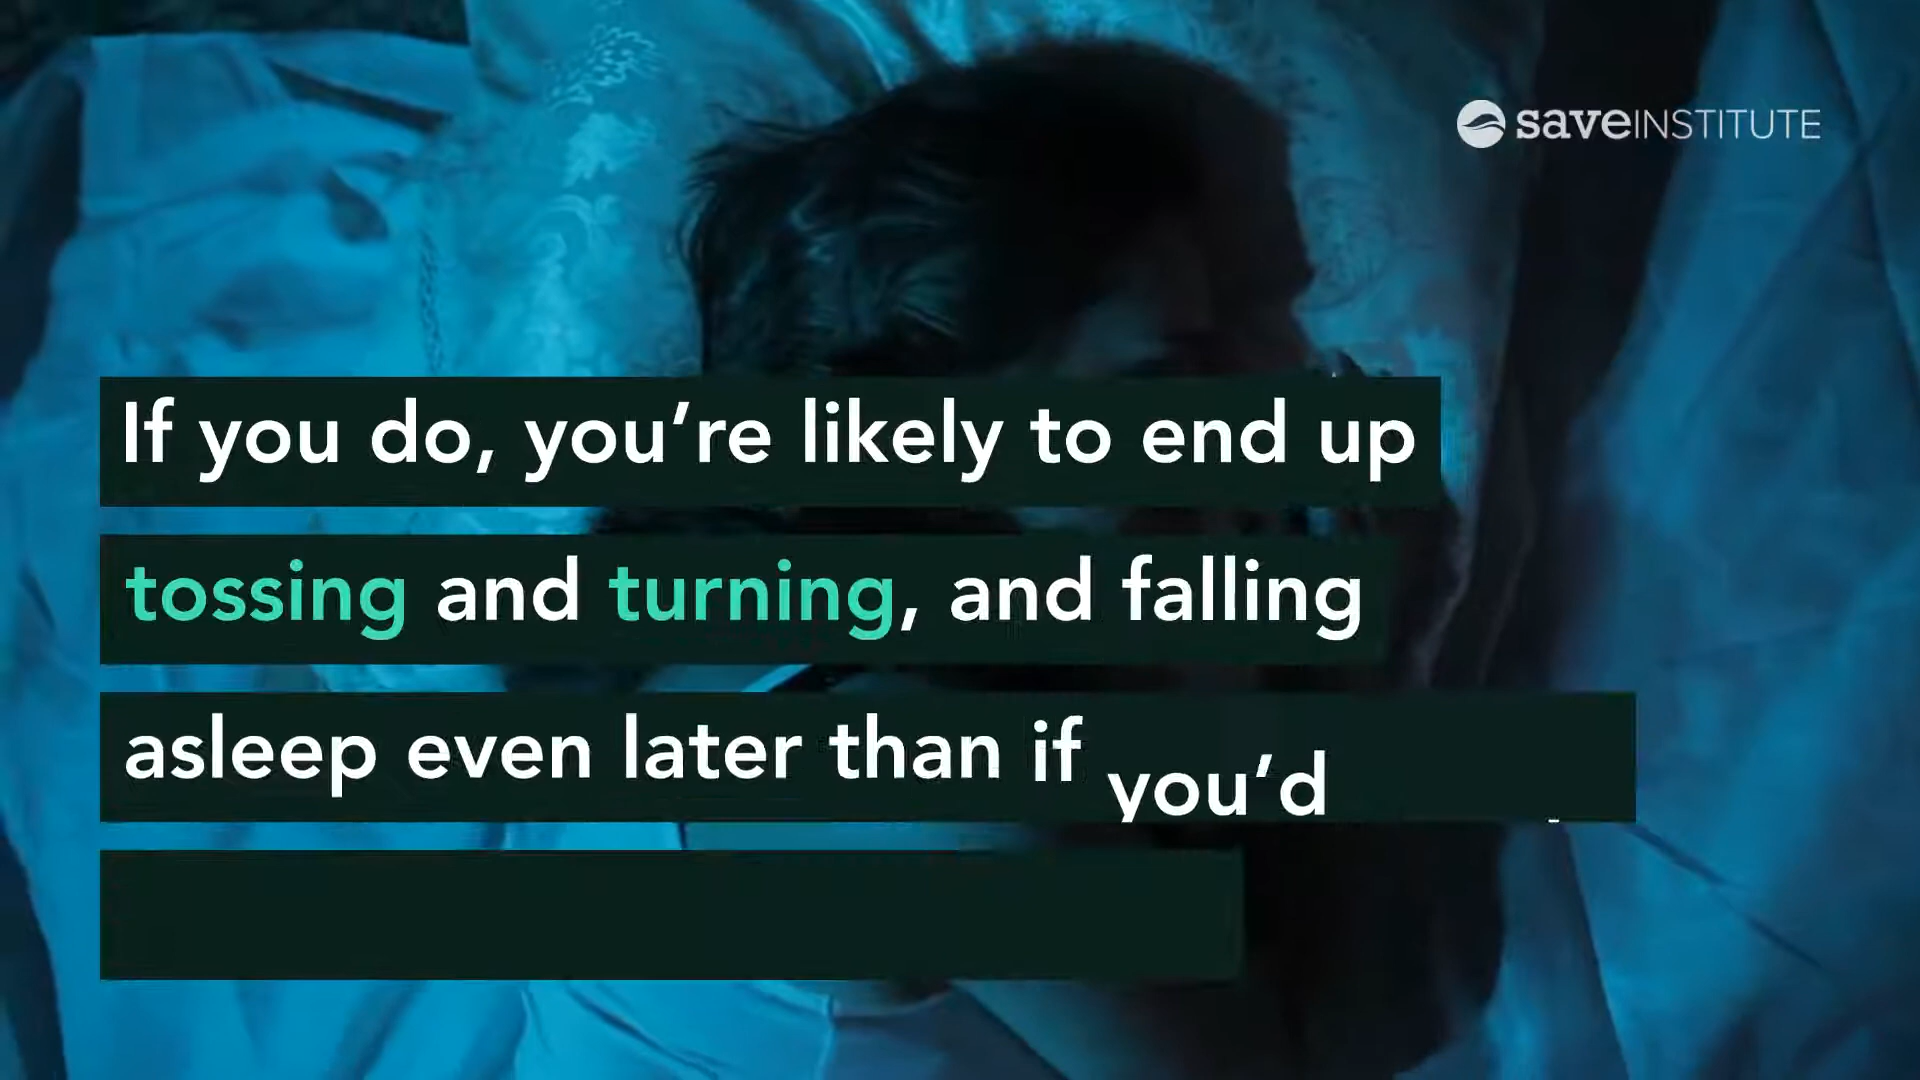 saveINSTITUTE
If you do, you’re likely to end up
tossing and turning, and falling
asleep even later than if you’d